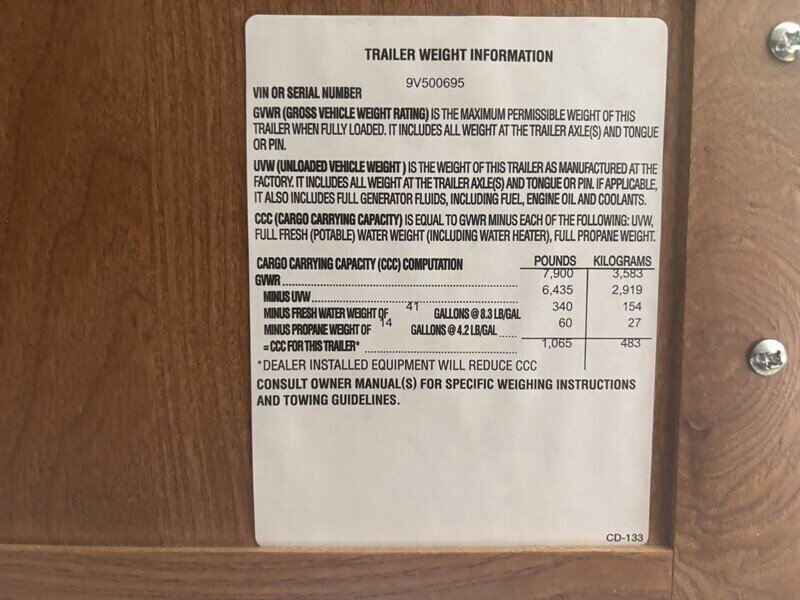 TRAILER WEIGHT INFORMATION
9V500695
VIN OR SERIAL NUMBER
GVWR (GROSS VEHICLE WEIGHT RATING) IS THE MAXIMUM PERMISSIBLE WEIGHT OF THIS
TRAILER WHEN FULLY LOADED. IT INCLUDES ALL WEIGHT AT THE TRAILER AXLE(S) AND TONGUE
OR PIN.
UVW (UNLOADED VEHICLE WEIGHT ) IS THE WEIGHT OF THIS TRAILER AS MANUFACTURED AT THE
FACTORY. IT INCLUDES ALL WEIGHT AT THE TRAILER AXLE(S) AND TONGUE OR PIN. IF APPLICABLE,
IT ALSO INCLUDES FULL GENERATOR FLUIDS, INCLUDING FUEL, ENGINE OIL AND COOLANTS.
CCC (CARGO CARRYING CAPACITY) IS EQUAL TO GVWR MINUS EACH OF THE FOLLOWING: UVW,
FULL FRESH (POTABLE) WATER WEIGHT (INCLUDING WATER HEATER), FULL PROPANE WEIGHT.
CARGO CARRYING CAPACITY (CCC) COMPUTATION POUNDS KILOGRAMS
GVWR 7,900 3,583
MINUS UVW 6,435 2,919
MINUS FRESH WATER WEIGHT OF 41 GALLONS @ 8.3 LB/GAL 340 154
MINUS PROPANE WEIGHT OF 14 GALLONS @ 4.2 LB/GAL 60 27
= CCC FOR THIS TRAILER* 1,065 483
*DEALER INSTALLED EQUIPMENT WILL REDUCE CCC
CONSULT OWNER MANUAL(S) FOR SPECIFIC WEIGHING INSTRUCTIONS
AND TOWING GUIDELINES.
CD-133